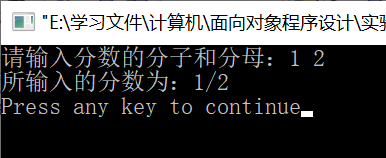 "E:\学习文件\计算机\面向对象程序设计\实
请输入分数的分子和分母：1 2
所输入的分数为：1/2
Press any key to continue